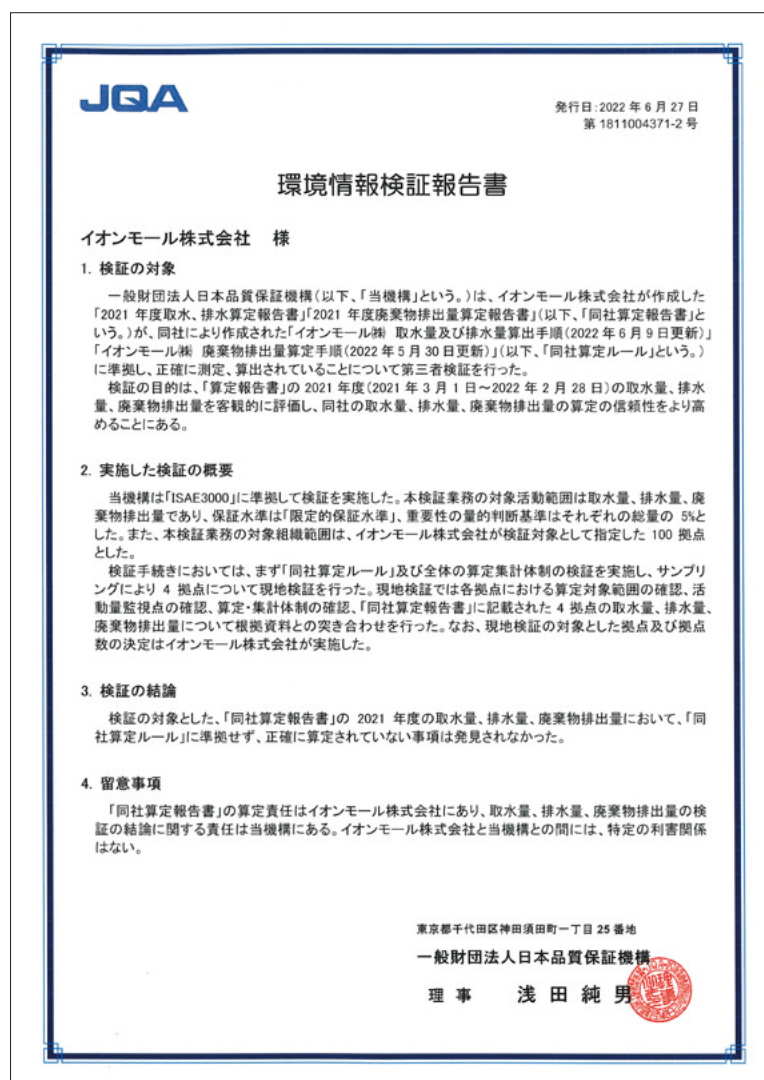 JQA
発行日:2022 年 6 月 27 日
第 1811004371-2 号
環境情報検証報告書
イオンモール株式会社 様
1. 検証の対象
一般財団法人日本品質保証機構(以下、「当機構」という。)は、イオンモール株式会社が作成した
「2021 年度取水、排水算定報告書」「2021 年度廃棄物排出量算定報告書」(以下、「同社算定報告書」と
いう。)が、同社により作成された「イオンモール㈱ 取水量及び排水量算出手順(2022 年 6 月 9 日更新)」
「イオンモール㈱ 廃棄物排出量算定手順(2022 年 5 月 30 日更新)」(以下、「同社算定ルール」という。)
に準拠し、正確に測定、算出されていることについて第三者検証を行った。
検証の目的は、「算定報告書」の 2021 年度(2021 年 3 月 1 日～2022 年 2 月 28 日)の取水量、排水
量、廃棄物排出量を客観的に評価し、同社の取水量、排水量、廃棄物排出量の算定の信頼性をより高
めることにある。
2. 実施した検証の概要
当機構は「ISAE3000」に準拠して検証を実施した。本検証業務の対象活動範囲は取水量、排水量、廃
棄物排出量であり、保証水準は「限定的保証水準」、重要性の量的判断基準はそれぞれの総量の 5%と
した。また、本検証業務の対象組織範囲は、イオンモール株式会社が検証対象として指定した 100 拠点
とした。
検証手続きにおいては、まず「同社算定ルール」及び全体の算定集計体制の検証を実施し、サンプリ
ングにより 4 拠点について現地検証を行った。現地検証では各拠点における算定対象範囲の確認、活
動量監視点の確認、算定・集計体制の確認、「同社算定報告書」に記載された 4 拠点の取水量、排水量、
廃棄物排出量について根拠資料との突き合わせを行った。なお、現地検証の対象とした拠点及び拠点
数の決定はイオンモール株式会社が実施した。
3. 検証の結論
検証の対象とした、「同社算定報告書」の 2021 年度の取水量、排水量、廃棄物排出量において、「同
社算定ルール」に準拠せず、正確に算定されていない事項は発見されなかった。
4. 留意事項
「同社算定報告書」の算定責任はイオンモール株式会社にあり、取水量、排水量、廃棄物排出量の検
証の結論に関する責任は当機構にある。イオンモール株式会社と当機構との間には、特定の利害関係
はない。
東京都千代田区神田須田町一丁目 25 番地
一般財団法人日本品質保証機構
理 事 浅 田 純 男